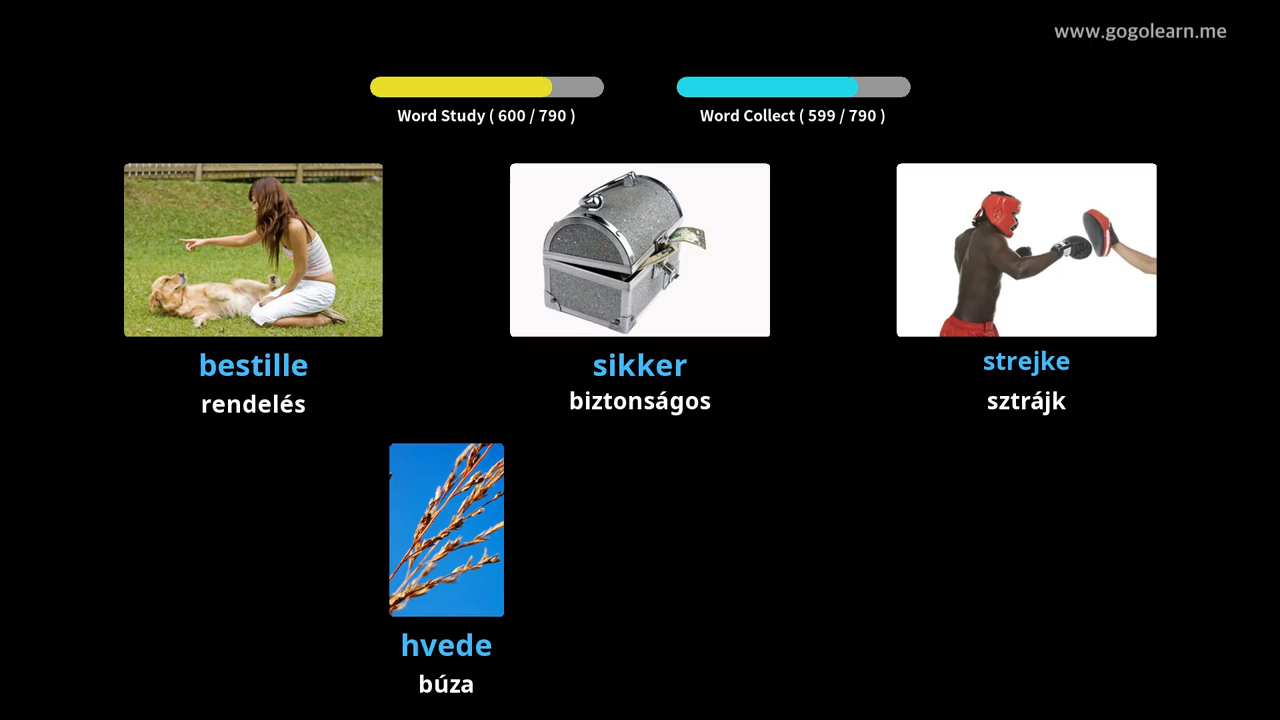 www.gogolearn.me
Word Study ( 600 / 790 )
Word Collect ( 599 / 790 )
bestille
rendelés
sikker
biztonságos
strejke
sztrájk
hvede
búza